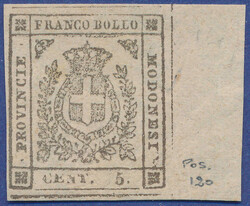 FRANCO BOLLO
PROVINCIE
MODONESI
CENT. 5.
Pos.
120